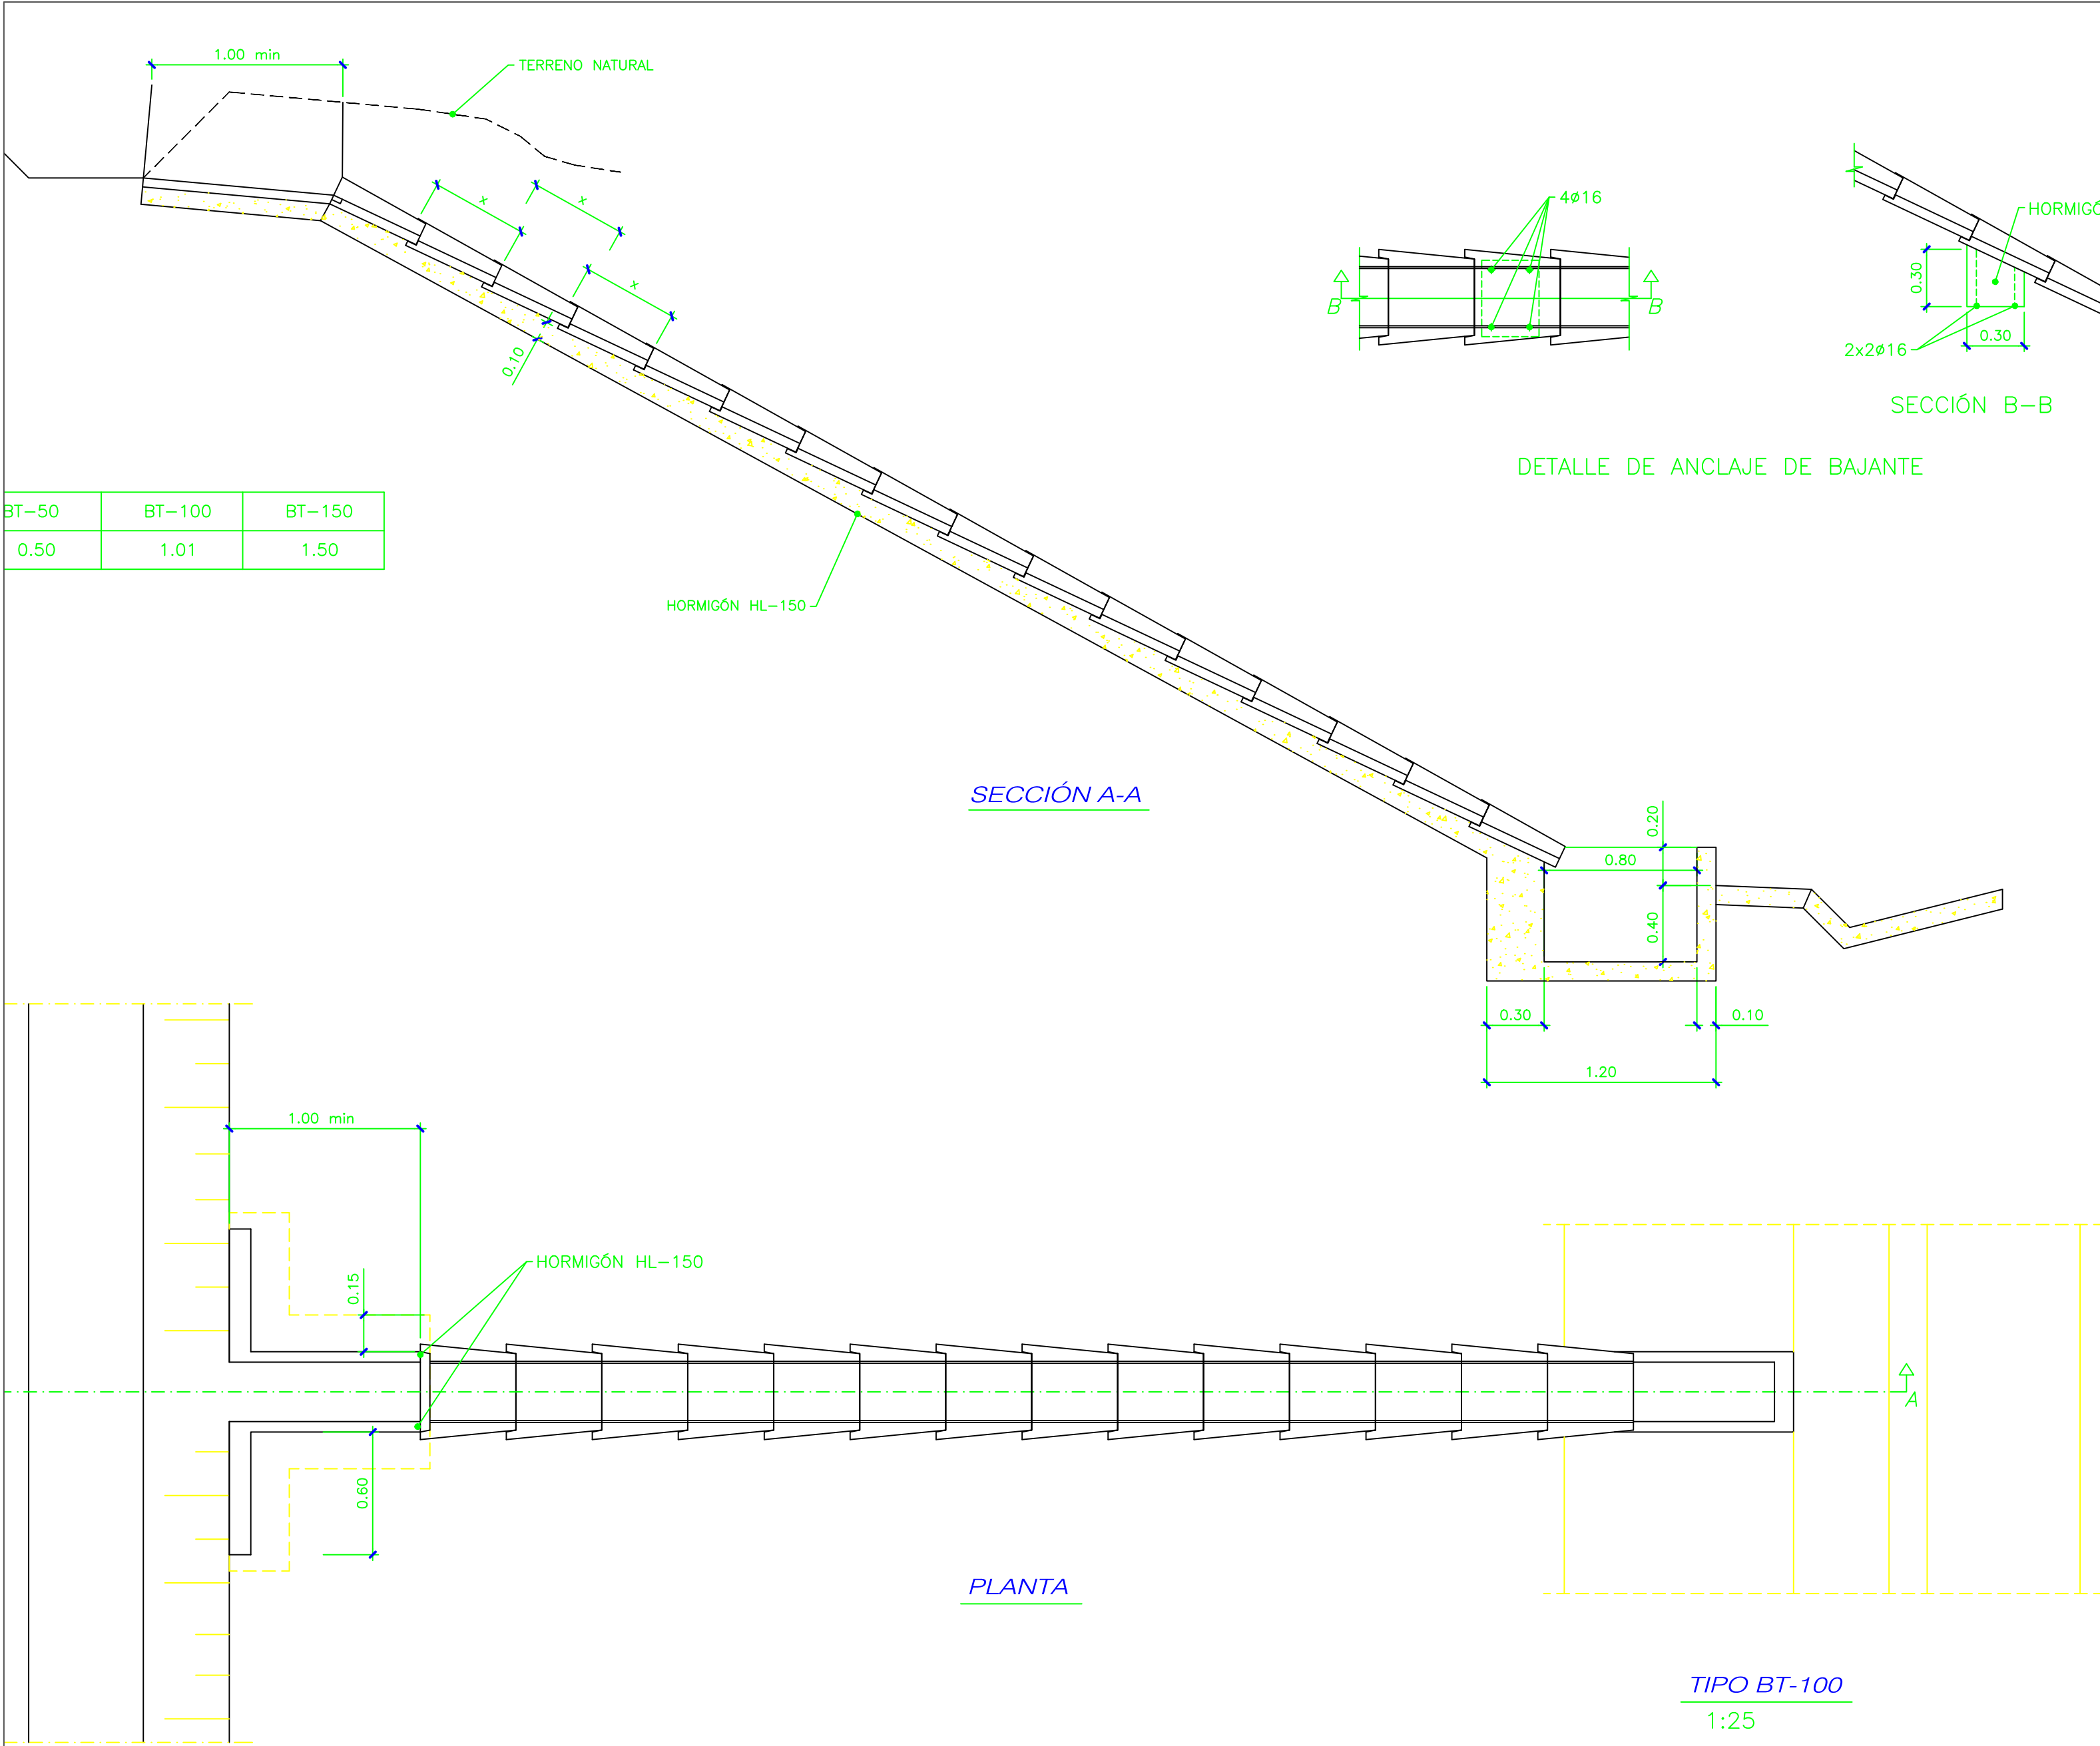 1.00 min
TERRENO NATURAL
x
x
x
0.10
4ø16
B
B
HORMIGÓ
0.30
0.30
2x2ø16
SECCIÓN B-B
DETALLE DE ANCLAJE DE BAJANTE
BT-50 BT-100 BT-150
0.50 1.01 1.50
HORMIGÓN HL-150
SECCIÓN A-A
0.20
0.80
0.40
0.30
0.10
1.20
1.00 min
HORMIGÓN HL-150
0.15
A
0.60
PLANTA
TIPO BT-100
1:25